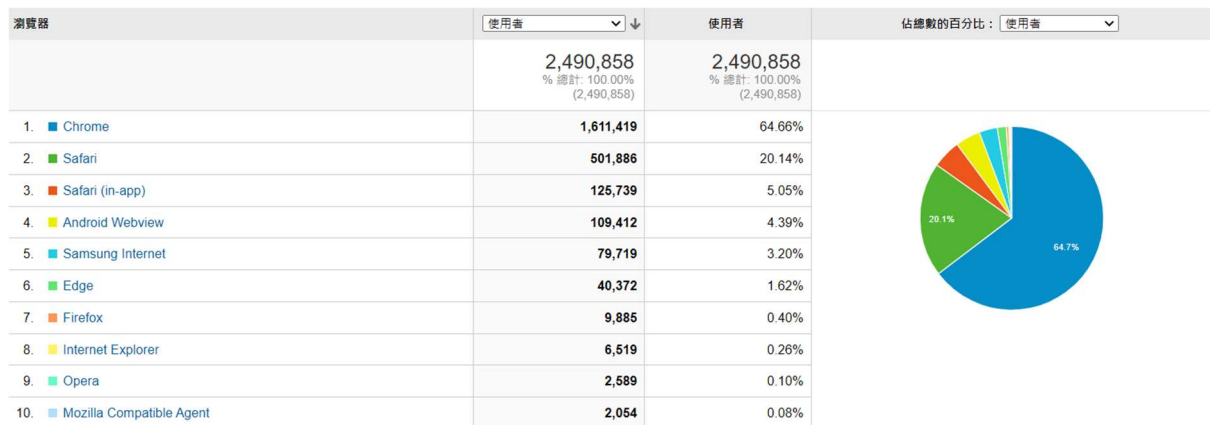 瀏覽器 使用者 使用者 佔總數的百分比： 使用者
2,490,858 2,490,858
% 總計: 100.00% % 總計: 100.00%
(2,490,858) (2,490,858)
1. Chrome 1,611,419 64.66%
2. Safari 501,886 20.14%
3. Safari (in-app) 125,739 5.05%
4. Android Webview 109,412 4.39%
5. Samsung Internet 79,719 3.20%
6. Edge 40,372 1.62%
7. Firefox 9,885 0.40%
8. Internet Explorer 6,519 0.26%
9. Opera 2,589 0.10%
10. Mozilla Compatible Agent 2,054 0.08%
20.1%
64.7%